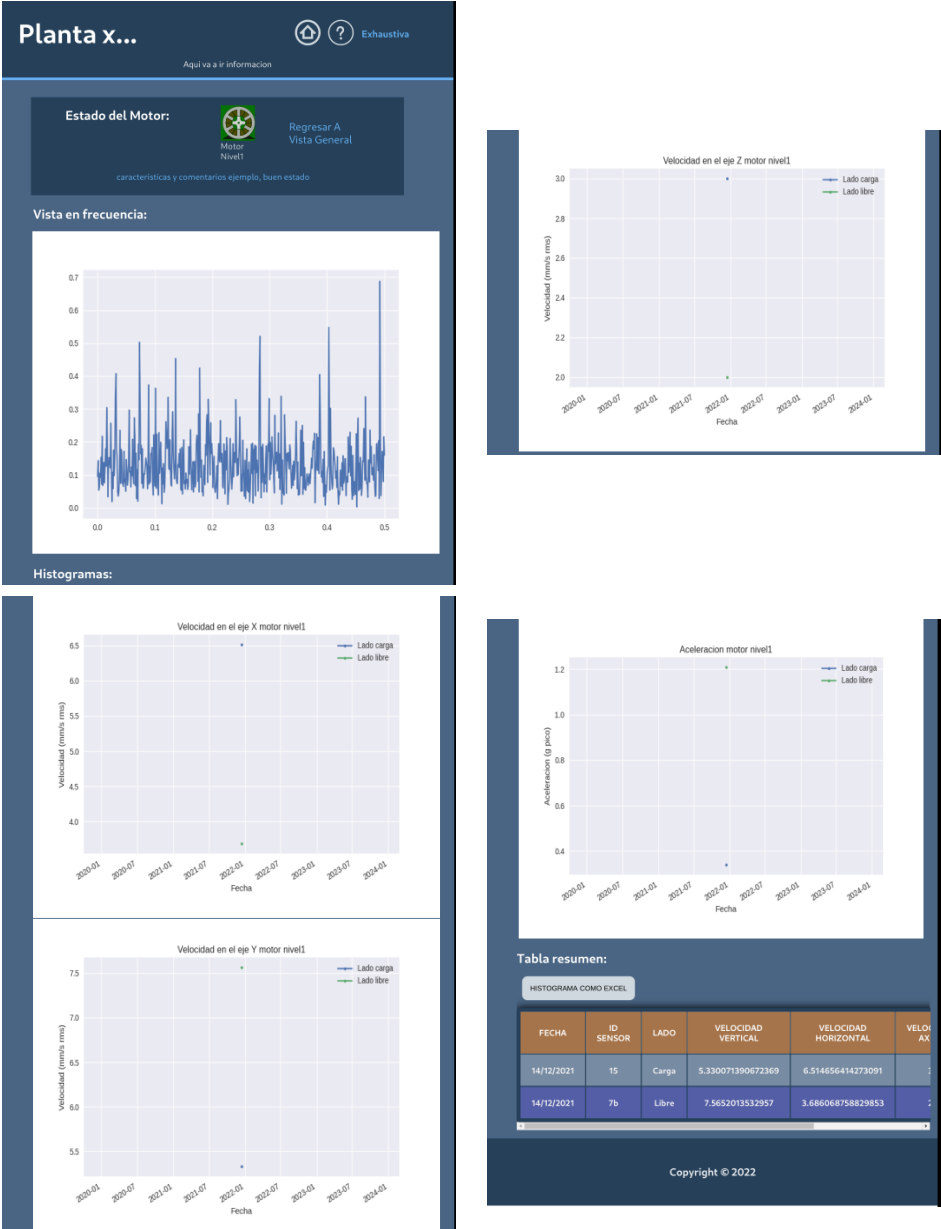 Planta x...
?
Exhaustiva
Aqui va a ir informacion
Estado del Motor:
Motor
Nivel1
Regresar A
Vista General
caracteristicas y comentarios ejemplo, buen estado
Vista en frecuencia:
0.7
0.6
0.5
0.4
0.3
0.2
0.1
0.0
0.0 0.1 0.2 0.3 0.4 0.5
Histogramas:
Velocidad en el eje X motor nivel1
Lado carga
Lado libre
Velocidad (mm/s rms)
6.5
6.0
5.5
5.0
4.5
4.0
2020-01 2020-07 2021-01 2021-07 2022-01 2022-07 2023-01 2023-07 2024-01
Fecha
Velocidad en el eje Y motor nivel1
Lado carga
Lado libre
Velocidad (mm/s rms)
7.5
7.0
6.5
6.0
5.5
2020-01 2020-07 2021-01 2021-07 2022-01 2022-07 2023-01 2023-07 2024-01
Fecha
Velocidad en el eje Z motor nivel1
Lado carga
Lado libre
Velocidad (mm/s rms)
3.0
2.8
2.6
2.4
2.2
2.0
2020-01 2020-07 2021-01 2021-07 2022-01 2022-07 2023-01 2023-07 2024-01
Fecha
Aceleracion motor nivel1
Lado carga
Lado libre
Aceleracion (g pico)
1.2
1.0
0.8
0.6
0.4
2020-01 2020-07 2021-01 2021-07 2022-01 2022-07 2023-01 2023-07 2024-01
Fecha
Tabla resumen:
HISTOGRAMA COMO EXCEL
FECHA ID SENSOR LADO VELOCIDAD VERTICAL VELOCIDAD HORIZONTAL
14/12/2021 15 Carga 5.330071390672369 6.514656414273091
14/12/2021 7b Libre 7.5652013532957 3.686068758829853
Copyright © 2022